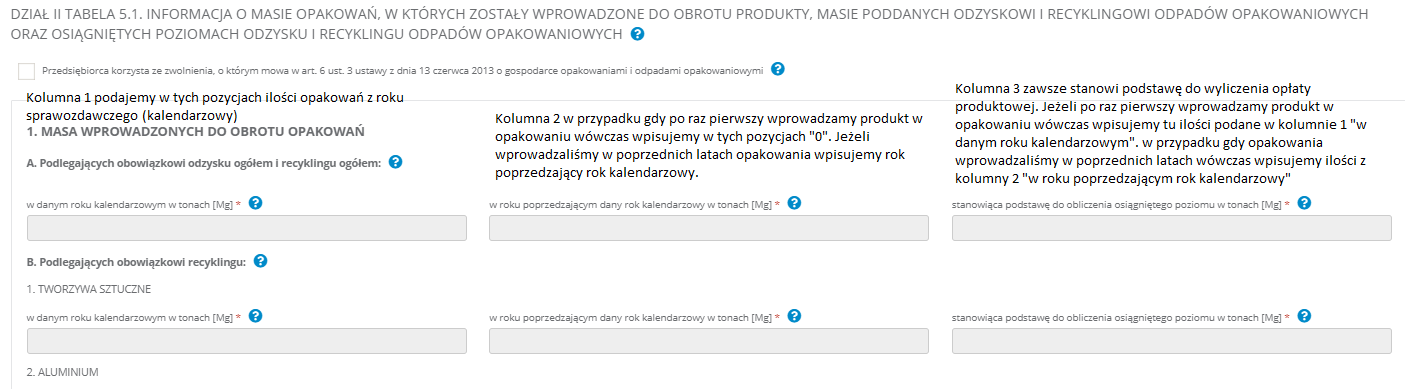 DZIAŁ II TABELA 5.1. INFORMACJA O MASIE OPAKOWAŃ, W KTÓRYCH ZOSTAŁY WPROWADZONE DO OBROTU PRODUKTY, MASIE PODDANYCH ODZYSKOWI I RECYKLINGOWI ODPADÓW OPAKOWANIOWYCH
ORAZ OSIĄGNIĘTYCH POZIOMACH ODZYSKU I RECYKLINGU ODPADÓW OPAKOWANIOWYCH ?
Przedsiębiorca korzysta ze zwolnienia, o którym mowa w art. 6 ust. 3 ustawy z dnia 13 czerwca 2013 o gospodarce opakowaniami i odpadami opakowaniowymi ?
Kolumna 1 podajemy w tych pozycjach ilości opakowań z roku
sprawozdawczego (kalendarzowy)
1. MASA WPROWADZONYCH DO OBROTU OPAKOWAŃ
A. Podlegających obowiązkowi odzysku ogółem i recyklingu ogółem: ?
Kolumna 2 w przypadku gdy po raz pierwszy wprowadzamy produkt w
opakowaniu wówczas wpisujemy w tych pozycjach "0". Jeżeli
wprowadzaliśmy w poprzednich latach opakowania wpisujemy rok
poprzedzający rok kalendarzowy.
Kolumna 3 zawsze stanowi podstawę do wyliczenia opłaty
produktowej. Jeżeli po raz pierwszy wprowadzamy produkt w
opakowaniu wówczas wpisujemy tu ilości podane w kolumnie 1 "w
danym roku kalendarzowym". w przypadku gdy opakowania
wprowadzaliśmy w poprzednich latach wówczas wpisujemy ilości z
kolumny 2 "w roku poprzedzającym rok kalendarzowy"
w danym roku kalendarzowym w tonach [Mg] * ?
w roku poprzedzającym dany rok kalendarzowy w tonach [Mg] * ?
stanowiąca podstawę do obliczenia osiągniętego poziomu w tonach [Mg] * ?
B. Podlegających obowiązkowi recyklingu: ?
1. TWORZYWA SZTUCZNE
w danym roku kalendarzowym w tonach [Mg] * ?
w roku poprzedzającym dany rok kalendarzowy w tonach [Mg] * ?
stanowiąca podstawę do obliczenia osiągniętego poziomu w tonach [Mg] * ?
2. ALUMINIUM